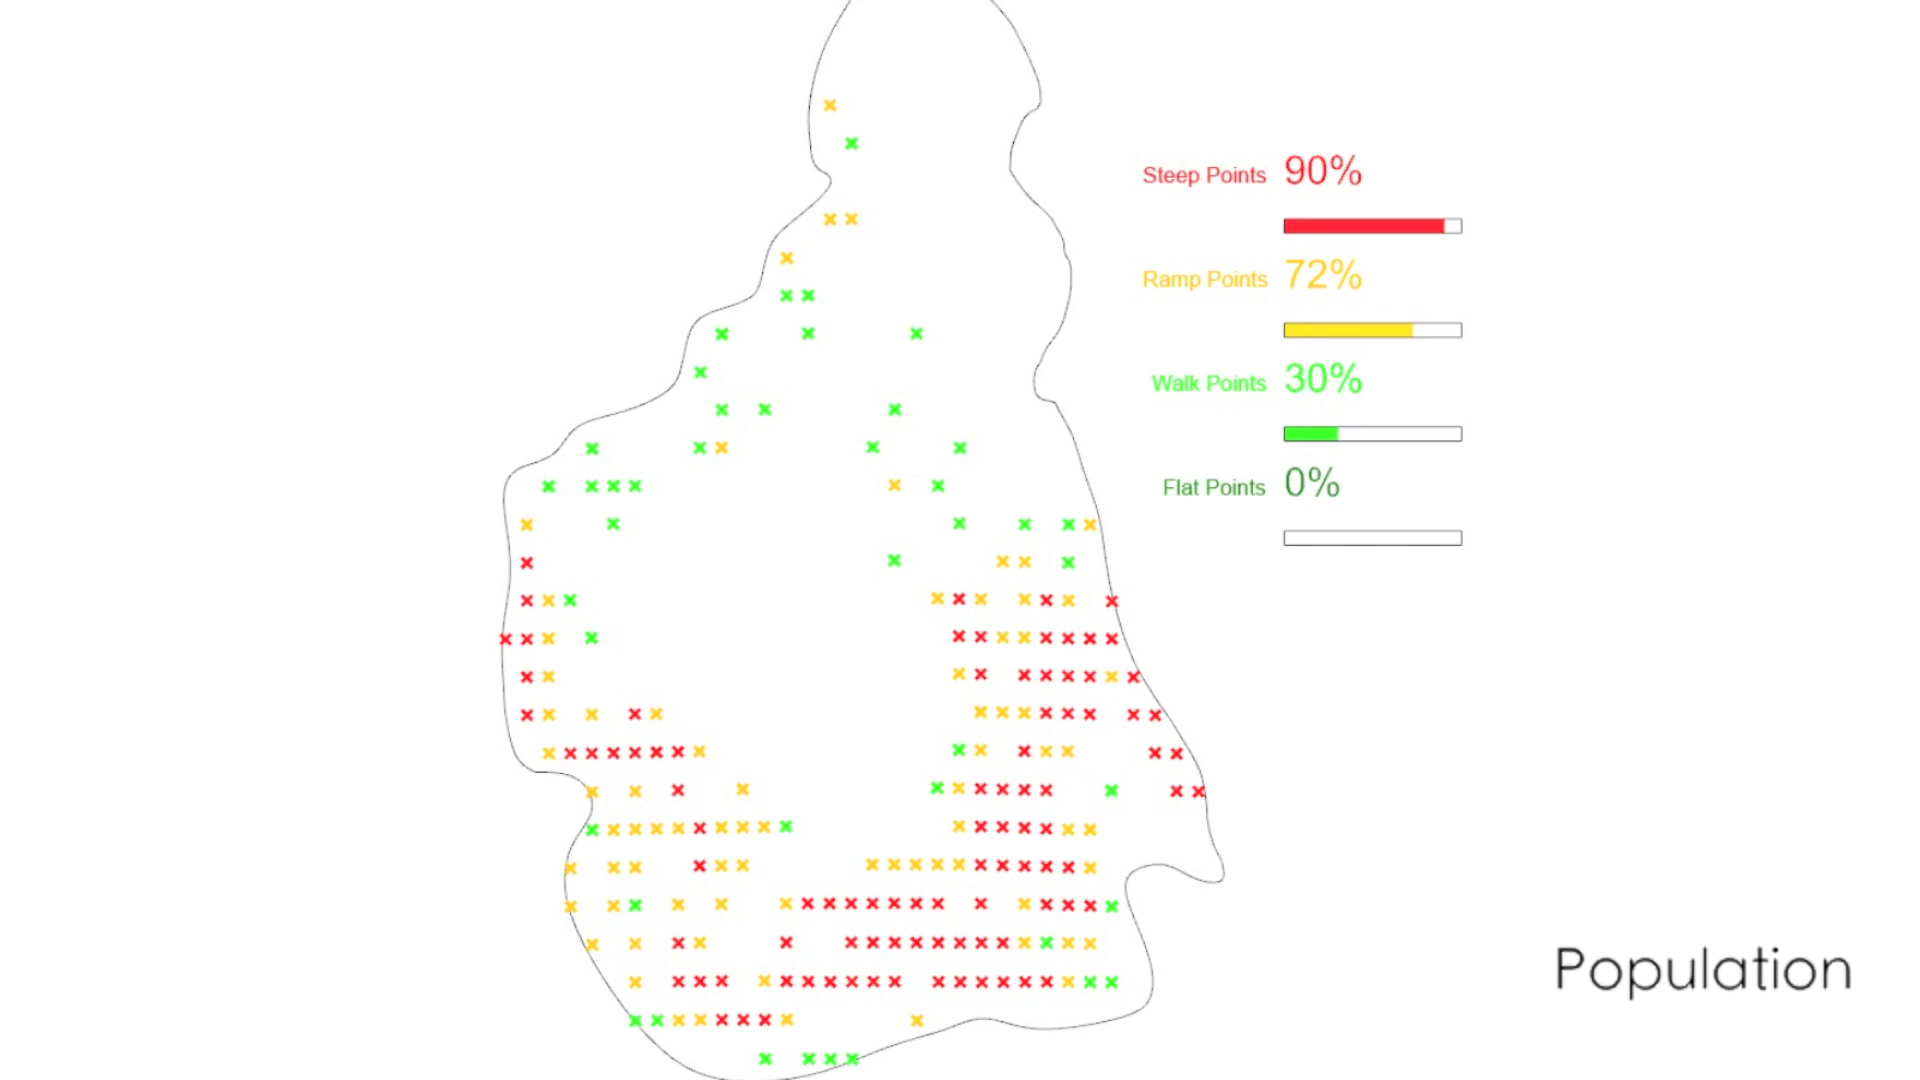 Steep Points 90%
Ramp Points 72%
Walk Points 30%
Flat Points 0%
Population